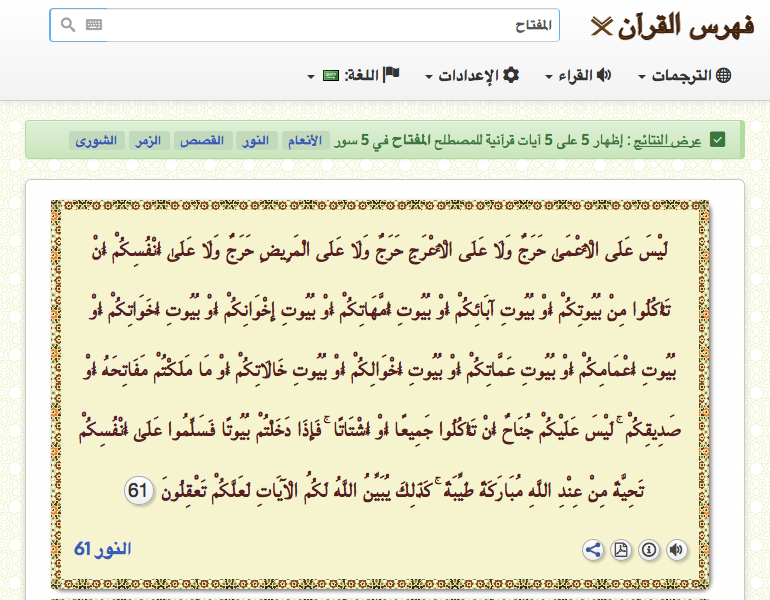 فهرس القرآن
المفتاح
الترجمات
القراء
الإعدادات
اللغة:
عرض النتائج : إظهار 5 على 5 آيات قرآنية للمصطلح المفتاح في 5 سور الأنعام النور القصص الزمر الشورى
لَيْسَ عَلَى الْأَعْمَىٰ حَرَجٌ وَلَا عَلَى الْأَعْرَجِ حَرَجٌ وَلَا عَلَى الْمَرِيضِ حَرَجٌ وَلَا عَلَىٰ أَنْفُسِكُمْ أَنْ
تَأْكُلُوا مِنْ بُيُوتِكُمْ أَوْ بُيُوتِ آبَائِكُمْ أَوْ بُيُوتِ أُمَّهَاتِكُمْ أَوْ بُيُوتِ إِخْوَانِكُمْ أَوْ بُيُوتِ أَخَوَاتِكُمْ أَوْ
بُيُوتِ أَعْمَامِكُمْ أَوْ بُيُوتِ عَمَّاتِكُمْ أَوْ بُيُوتِ أَخْوَالِكُمْ أَوْ بُيُوتِ خَالَاتِكُمْ أَوْ مَا مَلَكْتُمْ مَفَاتِحَهُ أَوْ
صَدِيقِكُمْ ۚ لَيْسَ عَلَيْكُمْ جُنَاحٌ أَنْ تَأْكُلُوا جَمِيعًا أَوْ أَشْتَاتًا ۚ فَإِذَا دَخَلْتُمْ بُيُوتًا فَسَلِّمُوا عَلَىٰ أَنْفُسِكُمْ
تَحِيَّةً مِنْ عِنْدِ اللَّهِ مُبَارَكَةً طَيِّبَةً ۚ كَذَٰلِكَ يُبَيِّنُ اللَّهُ لَكُمُ الْآيَاتِ لَعَلَّكُمْ تَعْقِلُونَ 61
النور 61